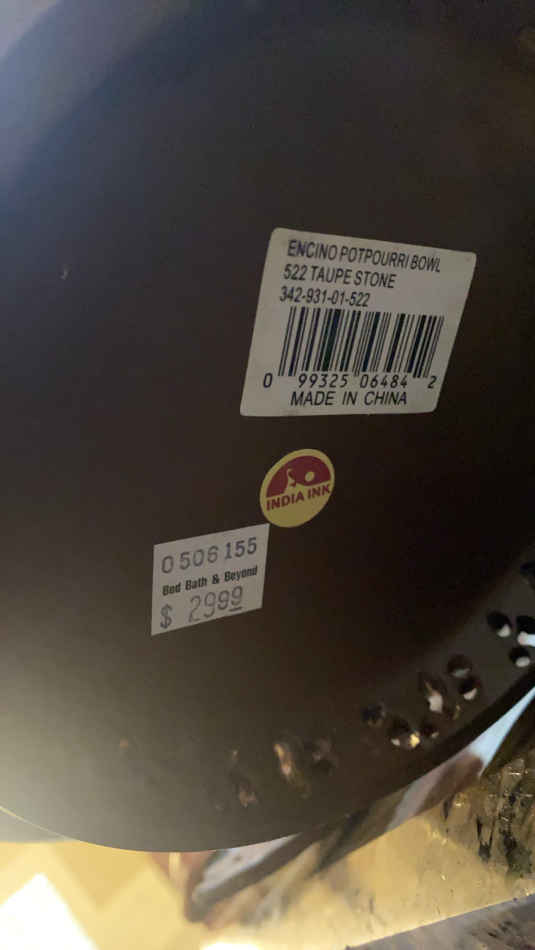 ENCINO POTPOURRI BOWL
522 TAUPE STONE
342-931-01-522
0 99325 06484 2
MADE IN CHINA
INDIA INK
0506155
Bed Bath & Beyond
$ 2999